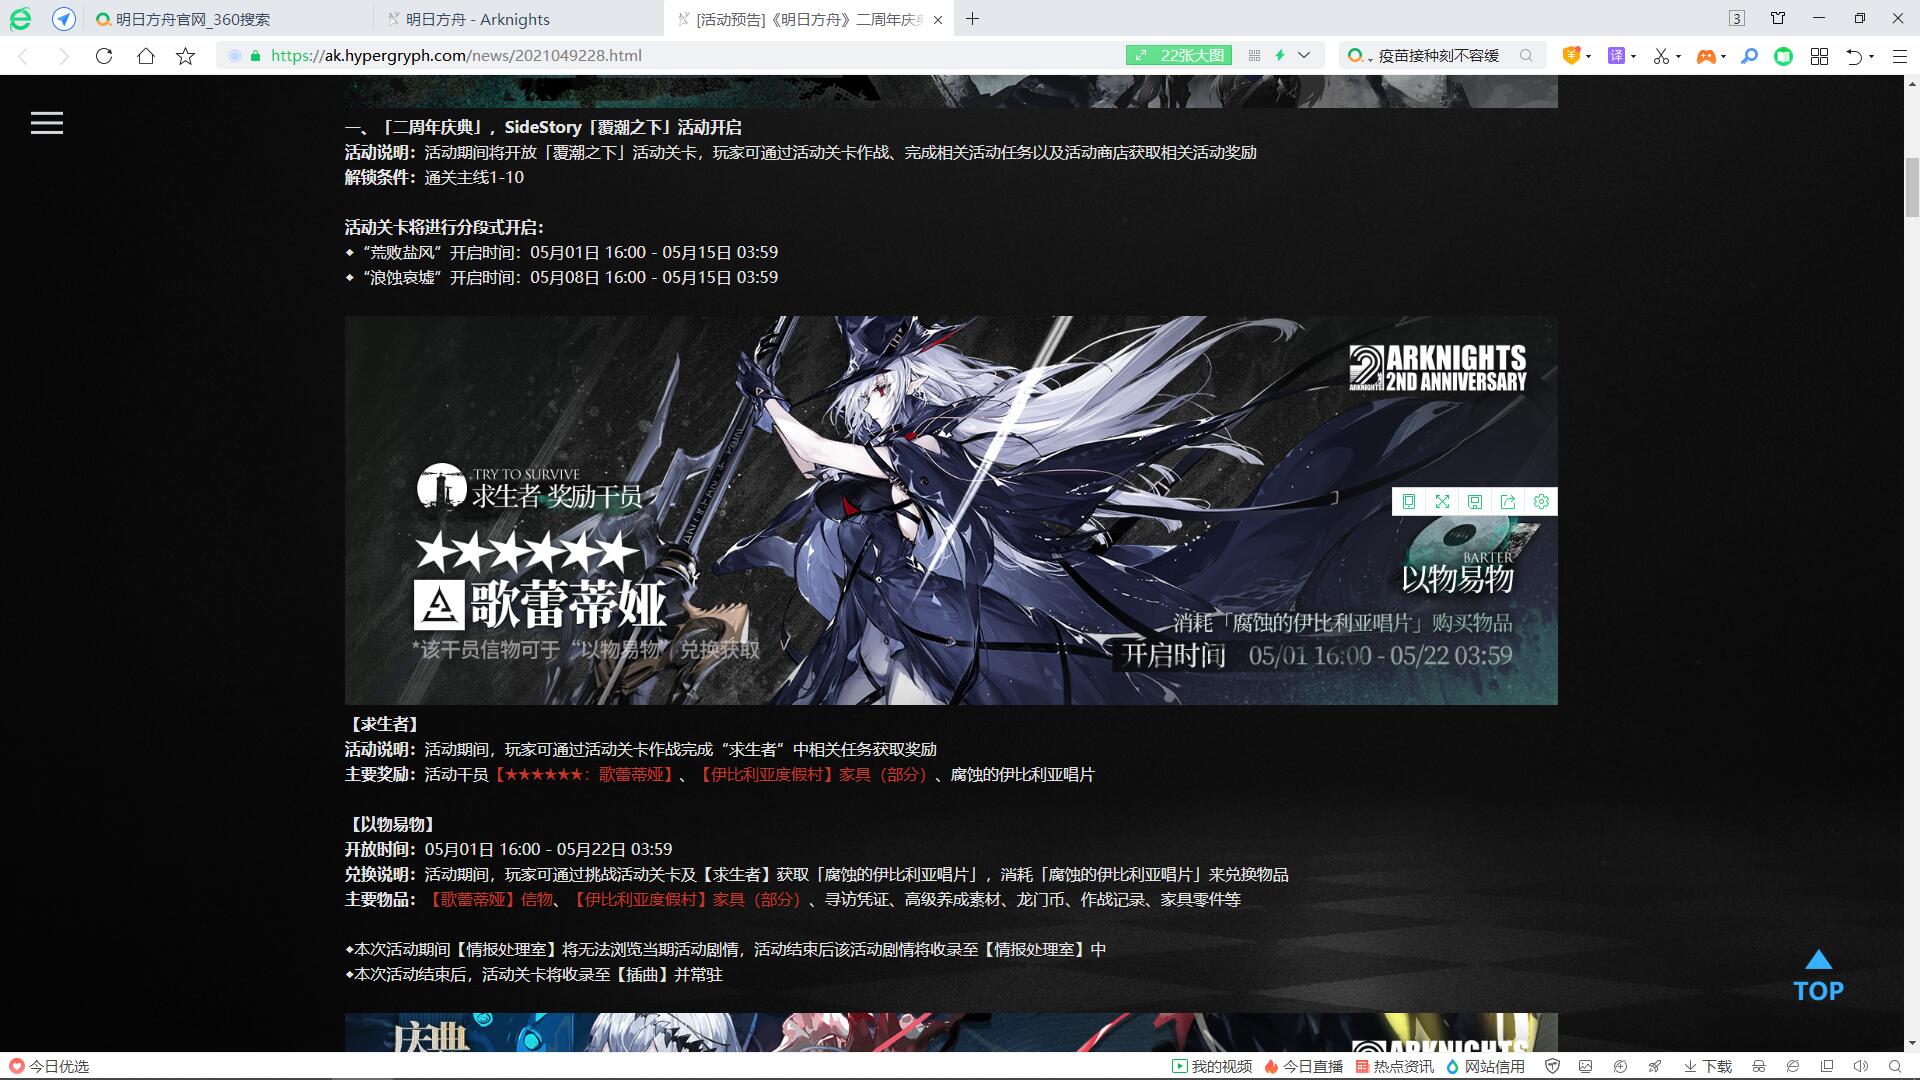 明日方舟官网_360搜索
明日方舟 - Arknights
[活动预告]《明日方舟》二周年庆典
3
https://ak.hypergryph.com/news/2021049228.html
22张大图
疫苗接种刻不容缓
译
一、「二周年庆典」，SideStory「覆潮之下」活动开启
活动说明：活动期间将开放「覆潮之下」活动关卡，玩家可通过活动关卡作战、完成相关活动任务以及活动商店获取相关活动奖励
解锁条件：通关主线1-10
活动关卡将进行分段式开启：
◆“荒败盐风”开启时间：05月01日 16:00 - 05月15日 03:59
◆“浪蚀哀墟”开启时间：05月08日 16:00 - 05月15日 03:59
ARKNIGHTS
2ND ANNIVERSARY
ARKNIGHTS
TRY TO SURVIVE
求生者 奖励干员
★★★★★★
歌蕾蒂娅
*该干员信物可于“以物易物”兑换获取
BARTER
以物易物
消耗「腐蚀的伊比利亚唱片」购买物品
开启时间 05/01 16:00 - 05/22 03:59
【求生者】
活动说明：活动期间，玩家可通过活动关卡作战完成“求生者”中相关任务获取奖励
主要奖励：活动干员【★★★★★★：歌蕾蒂娅】、【伊比利亚度假村】家具（部分）、腐蚀的伊比利亚唱片
【以物易物】
开放时间：05月01日 16:00 - 05月22日 03:59
兑换说明：活动期间，玩家可通过挑战活动关卡及【求生者】获取「腐蚀的伊比利亚唱片」，消耗「腐蚀的伊比利亚唱片」来兑换物品
主要物品：【歌蕾蒂娅】信物、【伊比利亚度假村】家具（部分）、寻访凭证、高级养成素材、龙门币、作战记录、家具零件等
◆本次活动期间【情报处理室】将无法浏览当期活动剧情，活动结束后该活动剧情将收录至【情报处理室】中
◆本次活动结束后，活动关卡将收录至【插曲】并常驻
TOP
庆典
ARKNIGHTS
今日优选
我的视频
今日直播
热点资讯
网站信用
下载